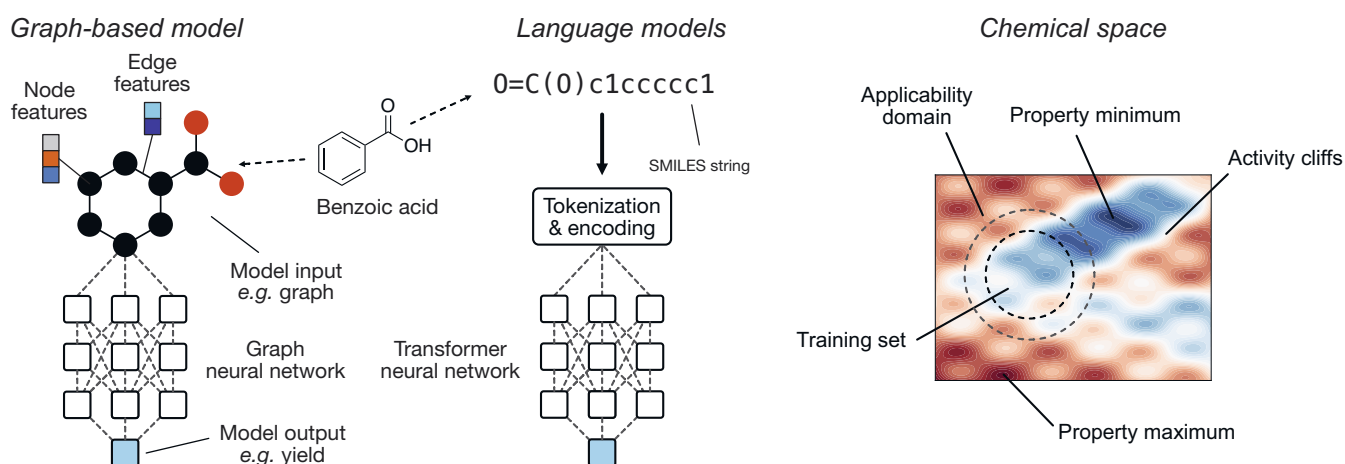 Graph-based model
Node
features
Edge
features
O
OH
Benzoic acid
Model input
e.g. graph
Graph
neural network
Model output
e.g. yield
Language models
O=C(O)c1ccccc1
SMILES string
Tokenization
& encoding
Transformer
neural network
Chemical space
Applicability
domain
Property minimum
Activity cliffs
Training set
Property maximum